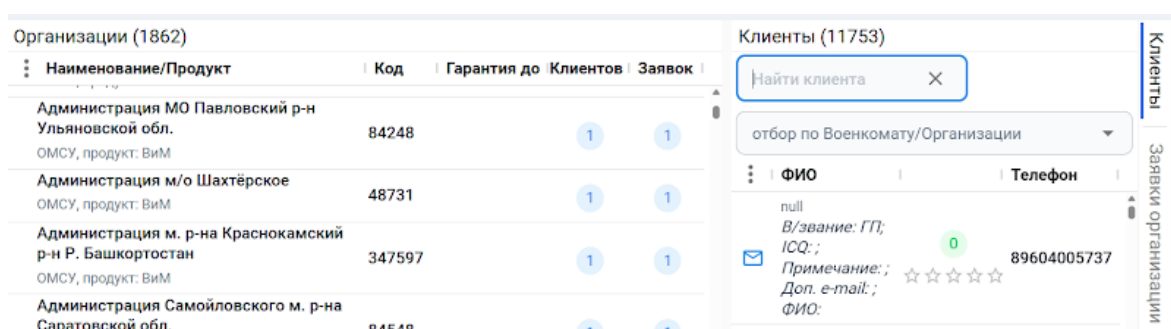 Организации (1862)
Наименование/Продукт Код Гарантия до Клиентов Заявок
Администрация МО Павловский р-н
Ульяновской обл.
ОМСУ, продукт: ВиМ
84248 1 1
Администрация м/о Шахтёрское
ОМСУ, продукт: ВиМ
48731 1 1
Администрация м. р-на Краснокамский
р-н Р. Башкортостан
ОМСУ, продукт: ВиМ
347597 1 1
Администрация Самойловского м. р-на
Саратовской обл.
84548 1 1
Клиенты (11753)
Найти клиента
отбор по Военкомату/Организации
ФИО Телефон
null
В/звание: ГП;
ICQ: ;
Примечание: ;
Доп. e-mail: ;
ФИО:
0
89604005737
Клиенты
Заявки организации